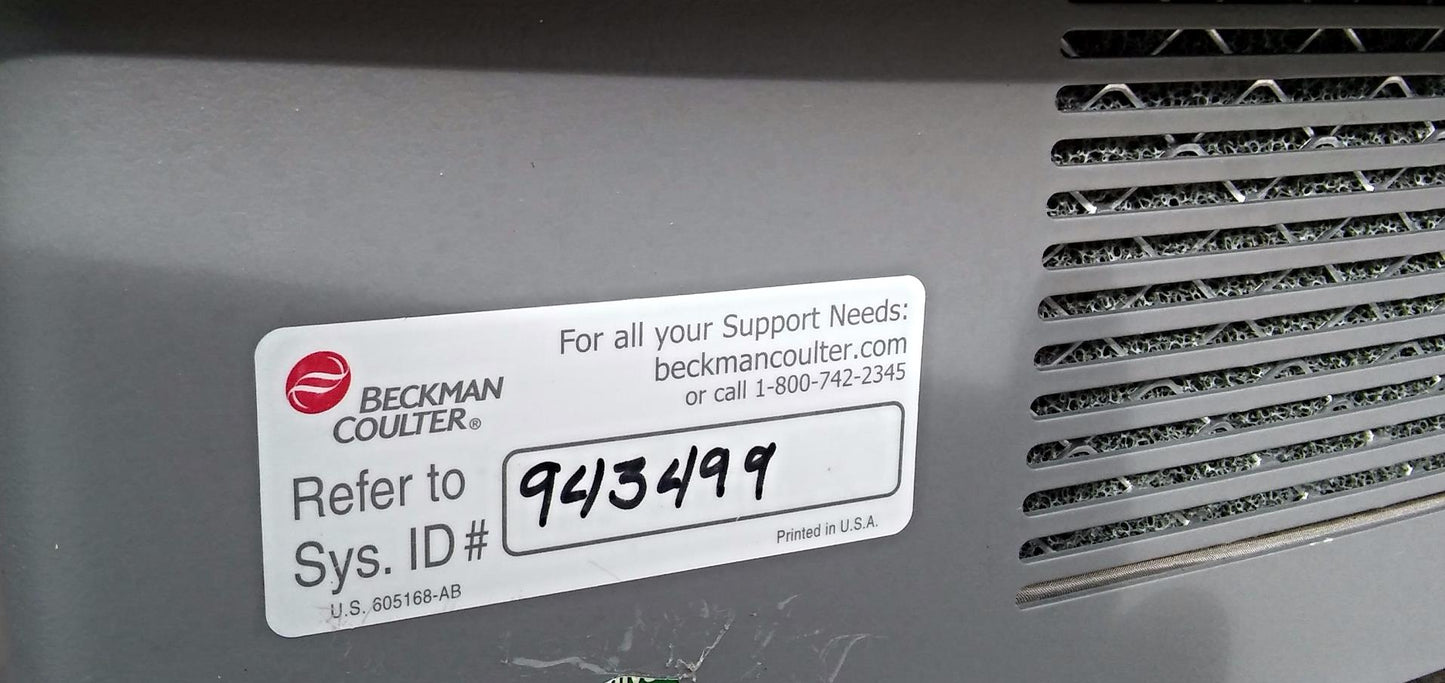 For all your Support Needs:
beckmancoulter.com
or call 1-800-742-2345
BECKMAN
COULTER®
Refer to
Sys. ID# 943499
Printed in U.S.A.
U.S. 605168-AB